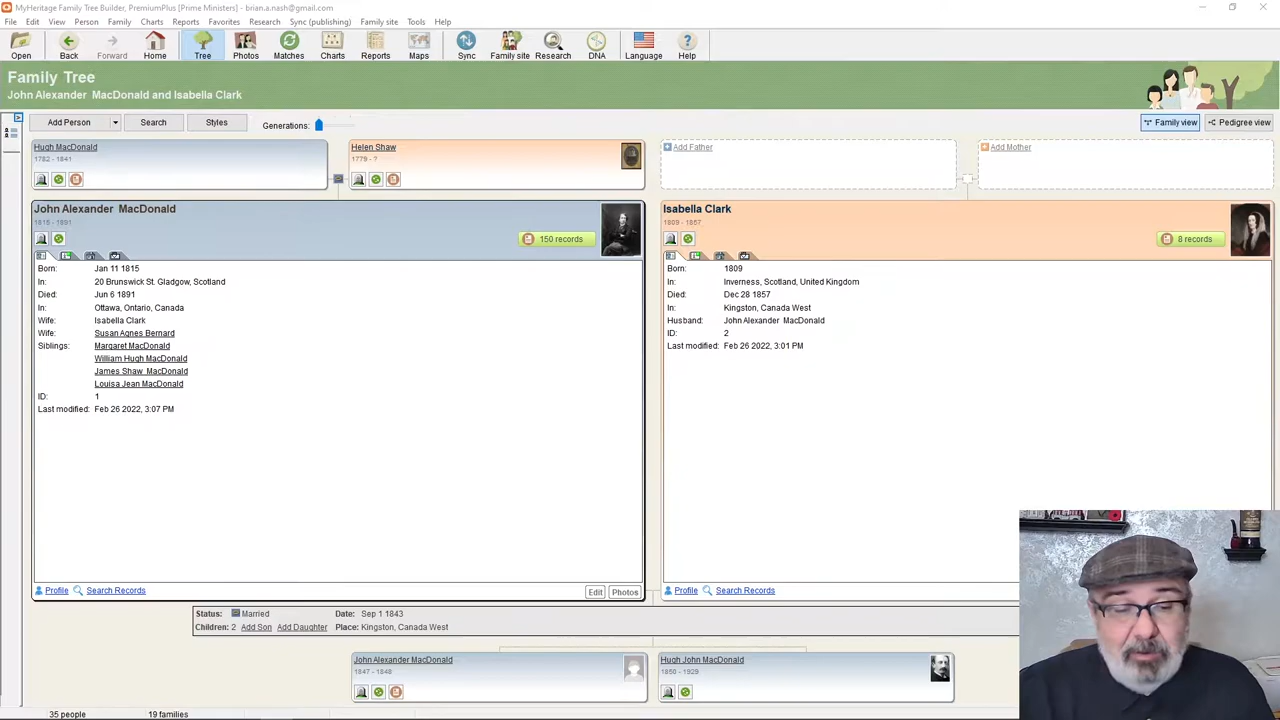 MyHeritage Family Tree Builder, PremiumPlus [Prime Ministers] - brian.a.nash@gmail.com
File Edit View Person Family Charts Reports Favorites Research Sync (publishing) Family site Tools Help
Open Back Forward Home Tree Photos Matches Charts Reports Maps Sync Family site Research DNA Language Help
Family Tree
John Alexander MacDonald and Isabella Clark
Add Person Search Styles Generations: Family view Pedigree view
Hugh MacDonald
1782 - 1841
Helen Shaw
1779 - ?
Add Father
Add Mother
John Alexander MacDonald
1815 - 1891
150 records
Born: Jan 11 1815
In: 20 Brunswick St. Gladgow, Scotland
Died: Jun 6 1891
In: Ottawa, Ontario, Canada
Wife: Isabella Clark
Wife: Susan Agnes Bernard
Siblings: Margaret MacDonald
William Hugh MacDonald
James Shaw MacDonald
Louisa Jean MacDonald
ID: 1
Last modified: Feb 26 2022, 3:07 PM
Profile Search Records Edit Photos
Isabella Clark
1809 - 1857
8 records
Born: 1809
In: Inverness, Scotland, United Kingdom
Died: Dec 28 1857
In: Kingston, Canada West
Husband: John Alexander MacDonald
ID: 2
Last modified: Feb 26 2022, 3:01 PM
Profile Search Records
Status: Married Date: Sep 1 1843
Children: 2 Add Son Add Daughter Place: Kingston, Canada West
John Alexander MacDonald
1847 - 1848
Hugh John MacDonald
1850 - 1929
35 people 19 families